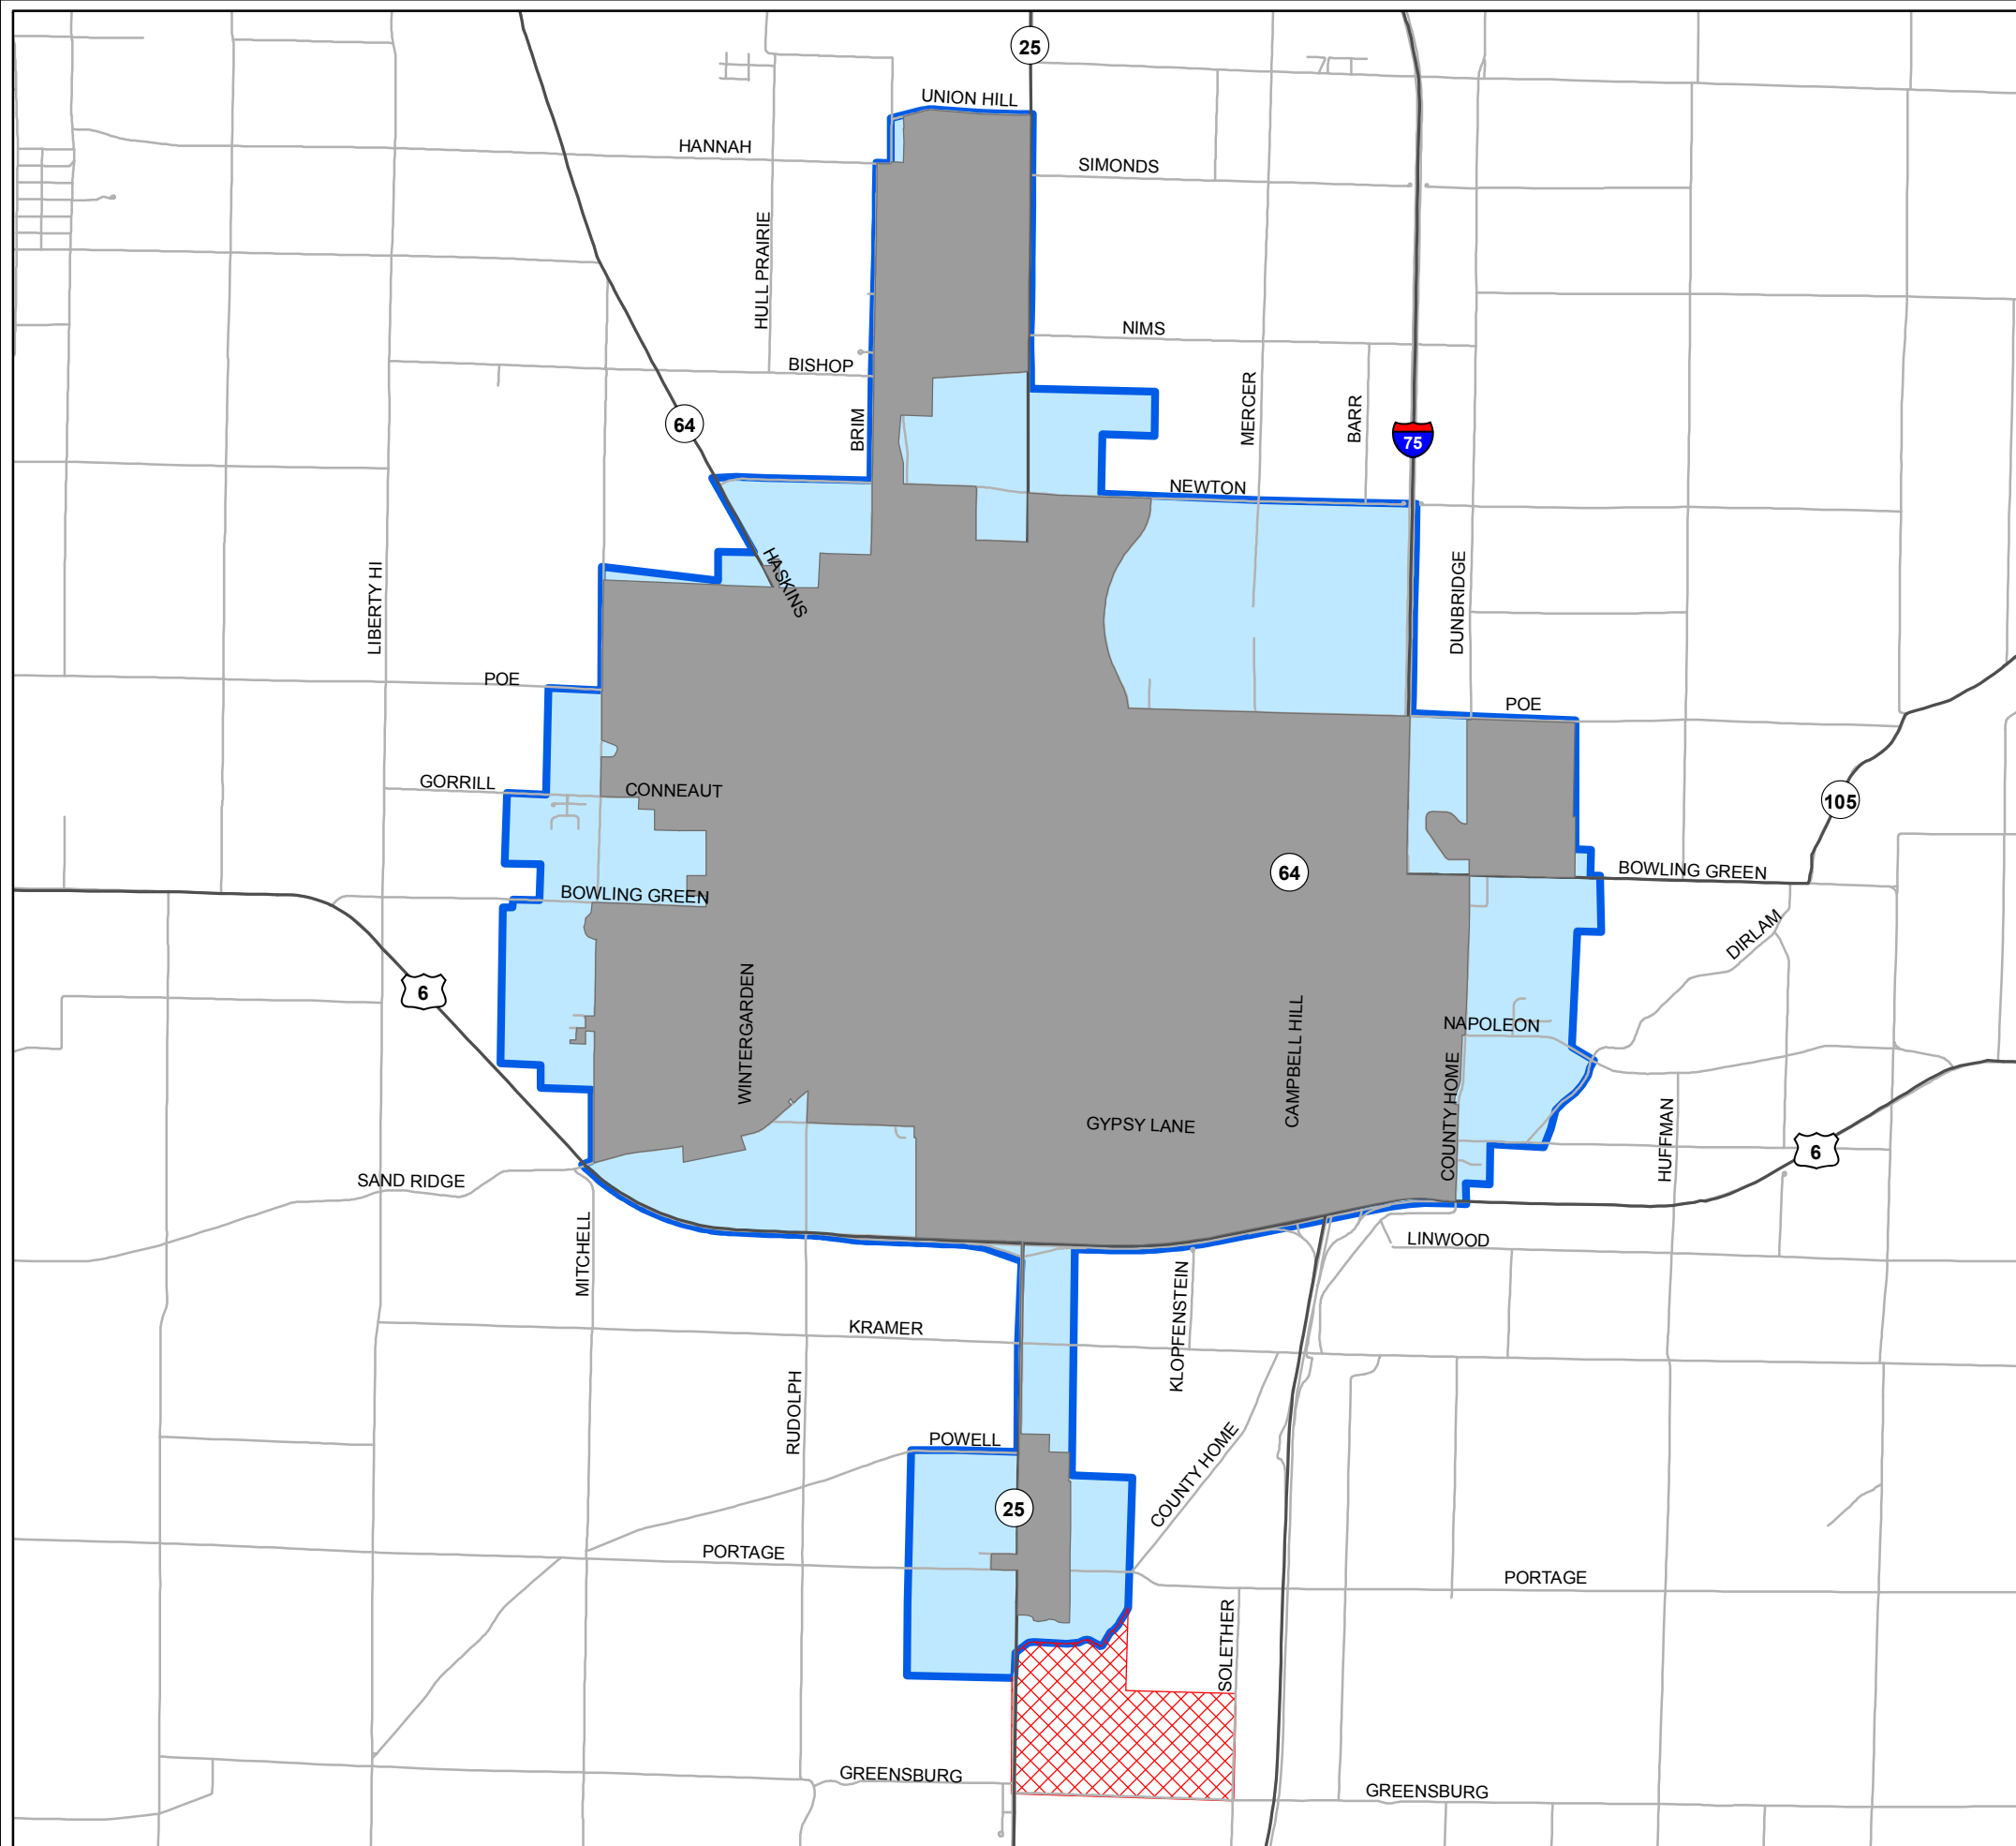 25
UNION HILL
HANNAH
SIMONDS
HULL PRAIRIE
NIMS
BISHOP
MERCER
BARR
BRIM
64
75
NEWTON
HASKINS
LIBERTY HI
DUNBRIDGE
POE
POE
GORRILL
CONNEAUT
105
64
BOWLING GREEN
BOWLING GREEN
DIRLAM
6
WINTERGARDEN
CAMPBELL HILL
NAPOLEON
COUNTY HOME
GYPSY LANE
HUFFMAN
6
SAND RIDGE
MITCHELL
LINWOOD
KLOPFENSTEIN
KRAMER
RUDOLPH
POWELL
COUNTY HOME
25
PORTAGE
PORTAGE
SOLETHER
GREENSBURG
GREENSBURG